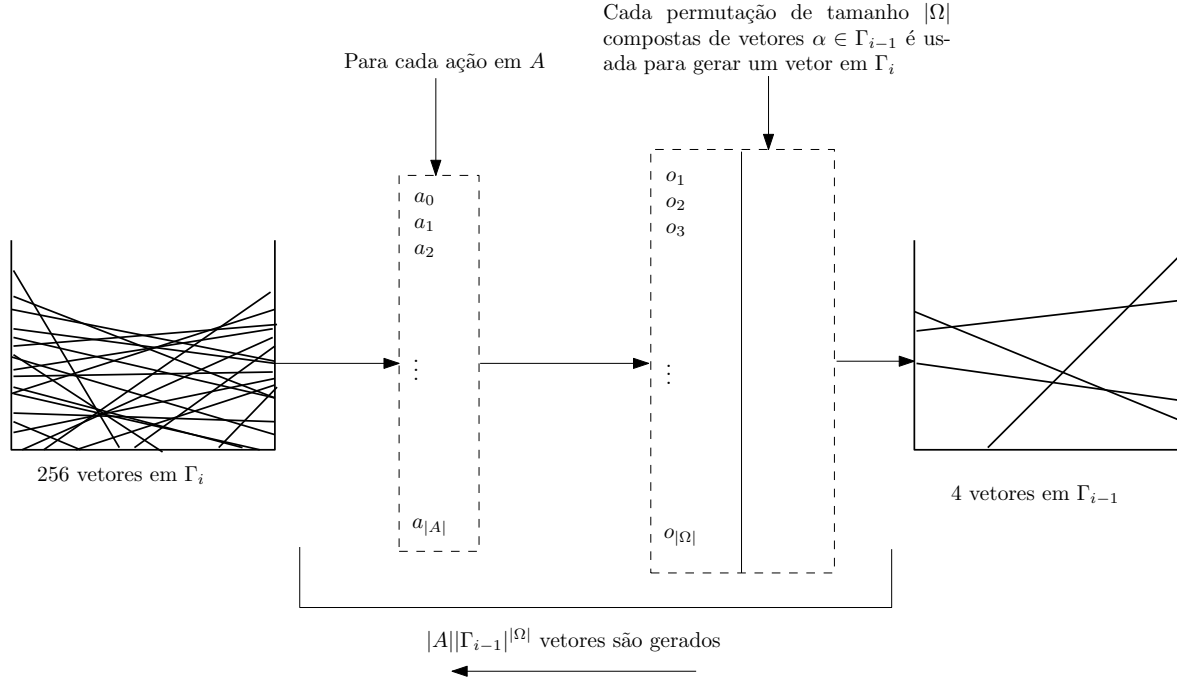 Cada permutação de tamanho |Ω|
compostas de vetores α ∈ Γ_{i−1} é us-
ada para gerar um vetor em Γ_i
Para cada ação em A
a_0
a_1
a_2
⋮
a_{|A|}
o_1
o_2
o_3
⋮
o_{|Ω|}
256 vetores em Γ_i
4 vetores em Γ_{i−1}
|A||Γ_{i−1}|^{|Ω|} vetores são gerados